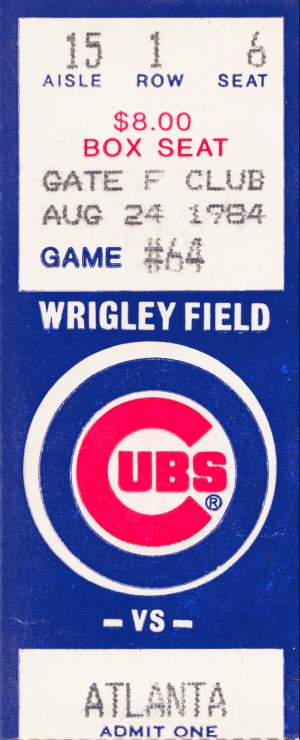 15 1 6
AISLE ROW SEAT
$8.00
BOX SEAT
GATE F CLUB
AUG 24 1984
GAME #64
WRIGLEY FIELD
CUBS®
- VS -
ATLANTA
ADMIT ONE